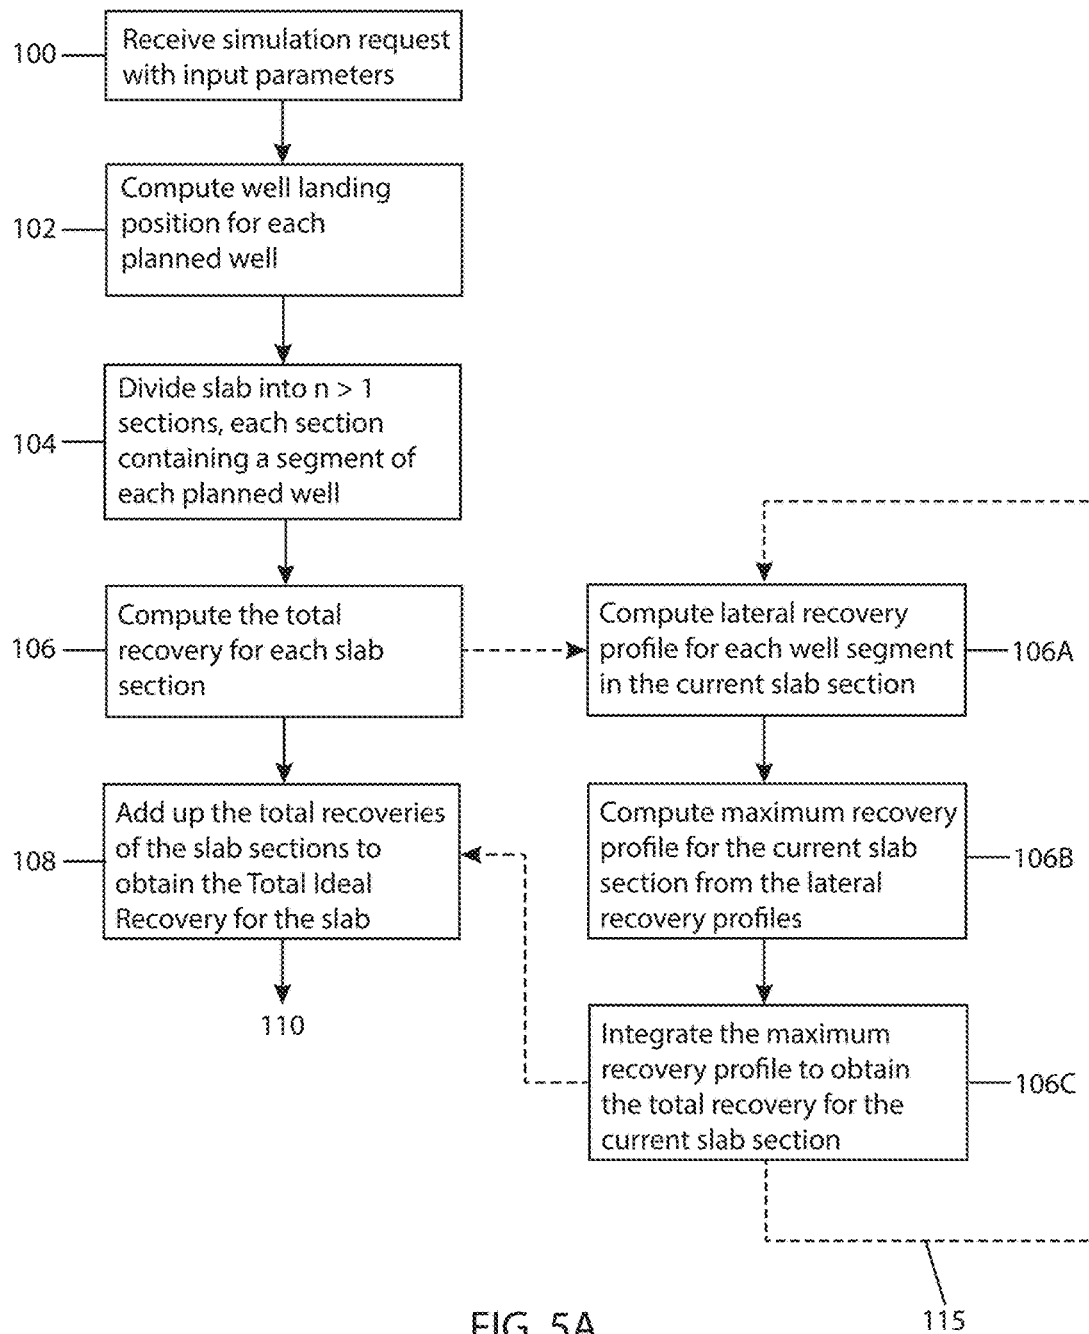 100
Receive simulation request
with input parameters
102
Compute well landing
position for each
planned well
104
Divide slab into n > 1
sections, each section
containing a segment of
each planned well
106
Compute the total
recovery for each slab
section
Compute lateral recovery
profile for each well segment
in the current slab section
106A
108
Add up the total recoveries
of the slab sections to
obtain the Total Ideal
Recovery for the slab
110
Compute maximum recovery
profile for the current slab
section from the lateral
recovery profiles
106B
Integrate the maximum
recovery profile to obtain
the total recovery for the
current slab section
106C
115
FIG. 5A